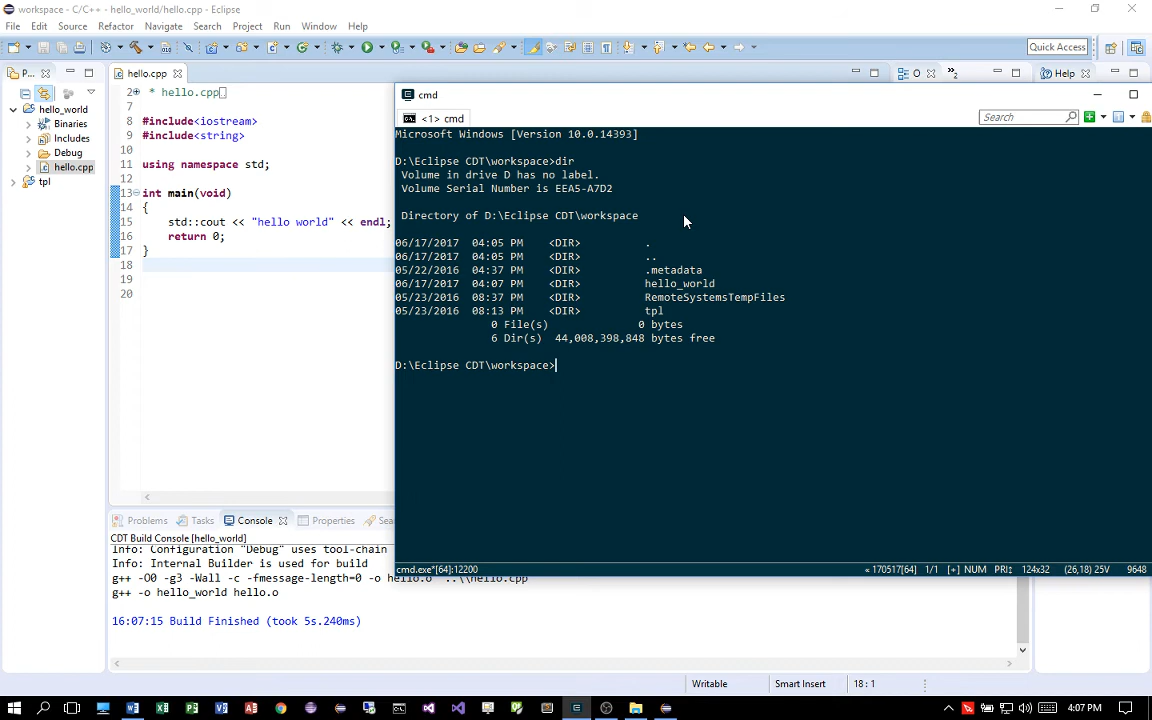 workspace - C/C++ - hello_world/hello.cpp - Eclipse
File Edit Source Refactor Navigate Search Project Run Window Help
Quick Access
P...
hello.cpp
O
Help
hello_world
Binaries
Includes
Debug
hello.cpp
tpl
2 * hello.cpp
7
8 #include<iostream>
9 #include<string>
10
11 using namespace std;
12
13 int main(void)
14 {
15 std::cout << "hello world" << endl;
16 return 0;
17 }
18
19
20
cmd
<1> cmd
Search
Microsoft Windows [Version 10.0.14393]
D:\Eclipse CDT\workspace>dir
Volume in drive D has no label.
Volume Serial Number is EEA5-A7D2
Directory of D:\Eclipse CDT\workspace
06/17/2017 04:05 PM <DIR> .
06/17/2017 04:05 PM <DIR> ..
05/22/2016 04:37 PM <DIR> .metadata
06/17/2017 04:07 PM <DIR> hello_world
05/23/2016 08:37 PM <DIR> RemoteSystemsTempFiles
05/23/2016 08:13 PM <DIR> tpl
0 File(s) 0 bytes
6 Dir(s) 44,008,398,848 bytes free
D:\Eclipse CDT\workspace>
cmd.exe*[64]:12200 « 170517[64] 1/1 [+] NUM PRI↕ 124x32 (26,18) 25V 9648
Problems Tasks Console Properties Sea
CDT Build Console [hello_world]
Info: Configuration "Debug" uses tool-chain
Info: Internal Builder is used for build
g++ -O0 -g3 -Wall -c -fmessage-length=0 -o hello.o ..\\hello.cpp
g++ -o hello_world hello.o
16:07:15 Build Finished (took 5s.240ms)
Writable Smart Insert 18 : 1
4:07 PM